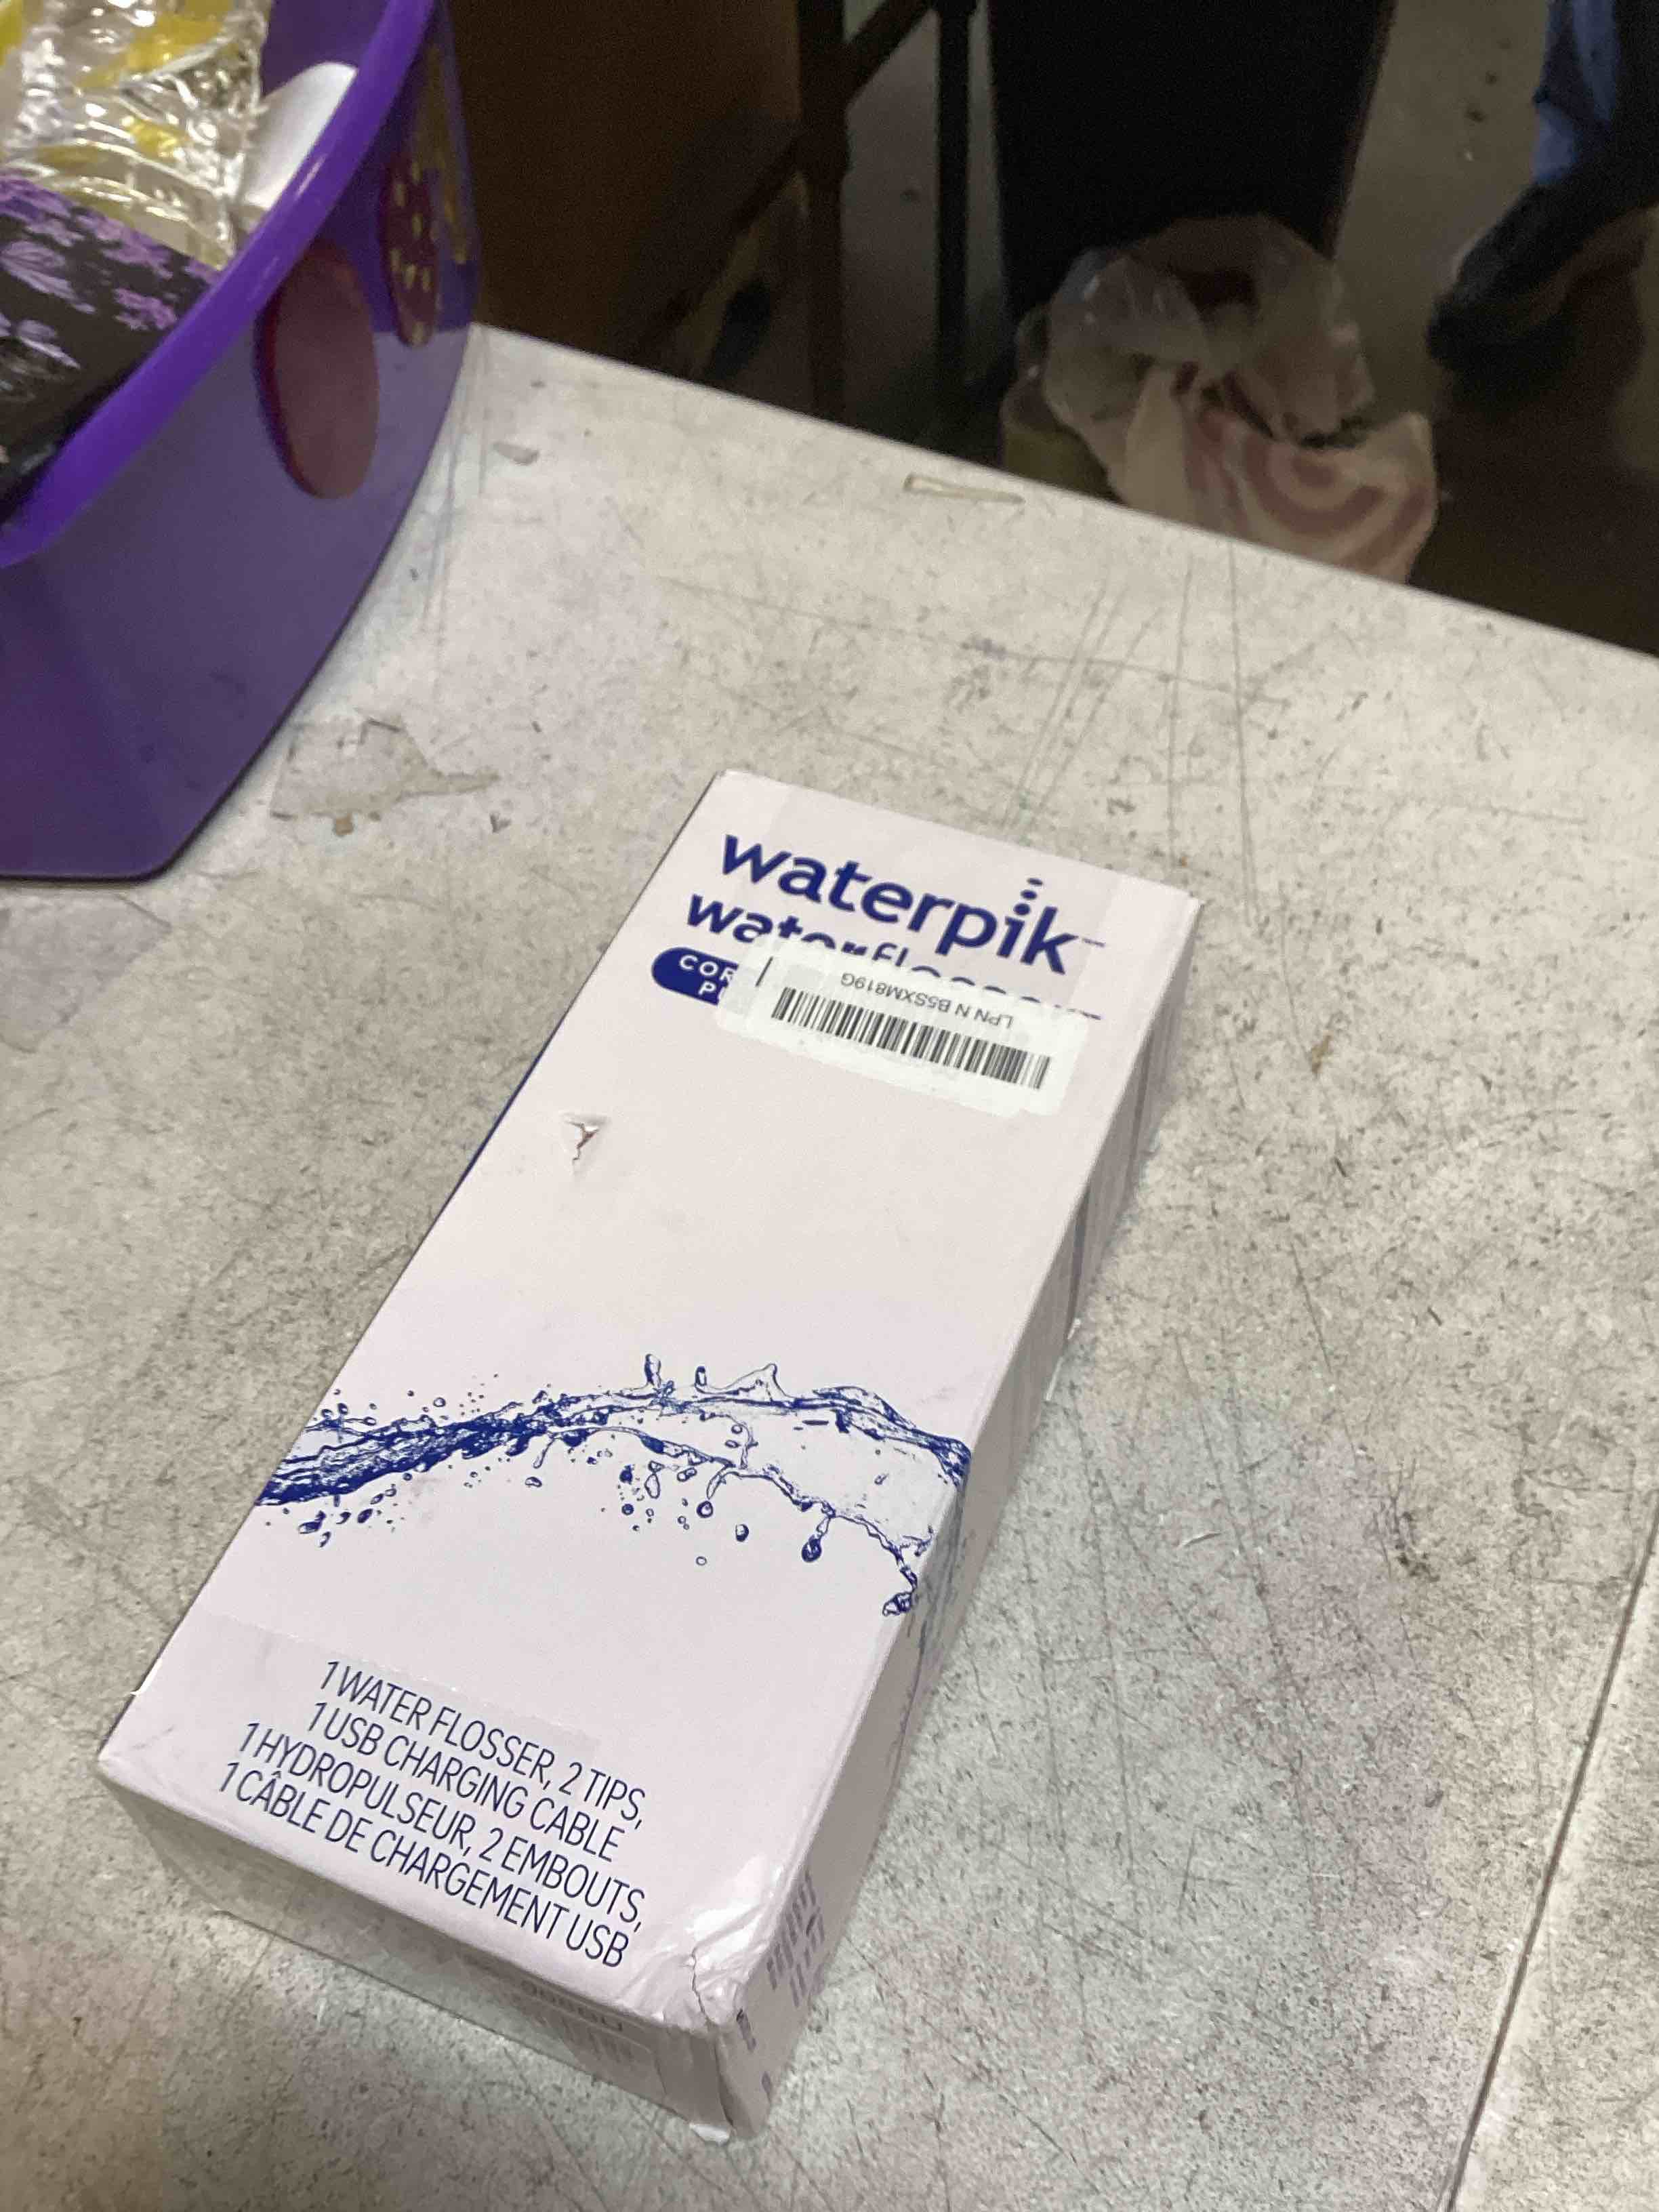 waterpik™
LPN N B5SXM819G
1 WATER FLOSSER, 2 TIPS,
1 USB CHARGING CABLE
1 HYDROPULSEUR, 2 EMBOUTS,
1 CÂBLE DE CHARGEMENT USB